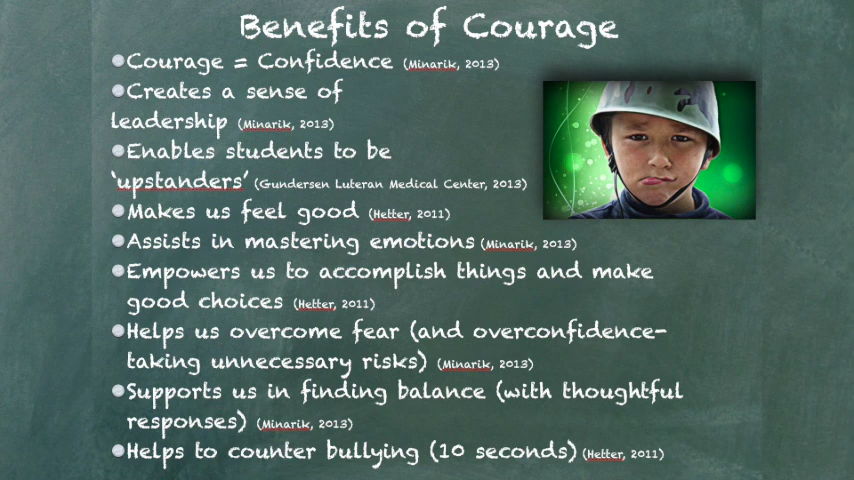 Benefits of Courage
Courage = Confidence (Minarik, 2013)
Creates a sense of
leadership (Minarik, 2013)
Enables students to be
‘upstanders’ (Gundersen Luteran Medical Center, 2013)
Makes us feel good (Hetter, 2011)
Assists in mastering emotions (Minarik, 2013)
Empowers us to accomplish things and make
good choices (Hetter, 2011)
Helps us overcome fear (and overconfidence-
taking unnecessary risks) (Minarik, 2013)
Supports us in finding balance (with thoughtful
responses) (Minarik, 2013)
Helps to counter bullying (10 seconds) (Hetter, 2011)